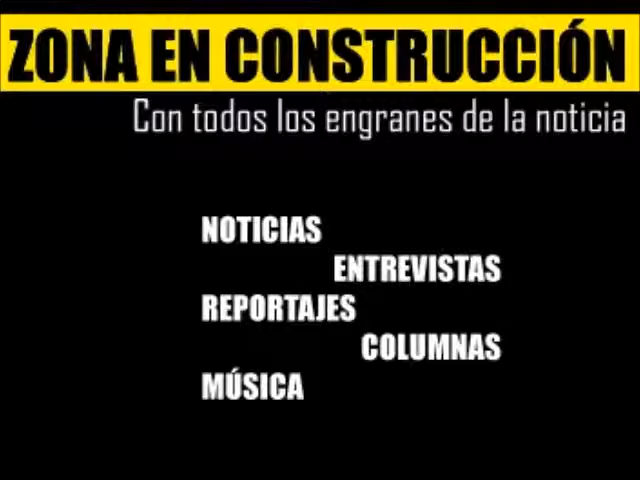 ZONA EN CONSTRUCCIÓN
Con todos los engranes de la noticia
NOTICIAS
ENTREVISTAS
REPORTAJES
COLUMNAS
MÚSICA